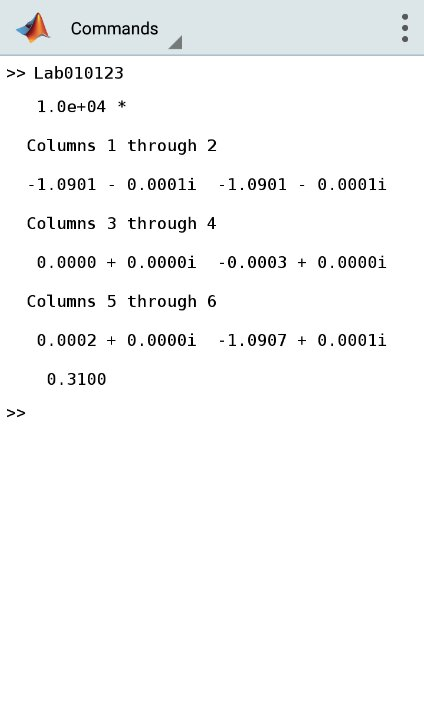 Commands
>> Lab010123
1.0e+04 *
Columns 1 through 2
-1.0901 - 0.0001i  -1.0901 - 0.0001i
Columns 3 through 4
0.0000 + 0.0000i  -0.0003 + 0.0000i
Columns 5 through 6
0.0002 + 0.0000i  -1.0907 + 0.0001i
0.3100
>>